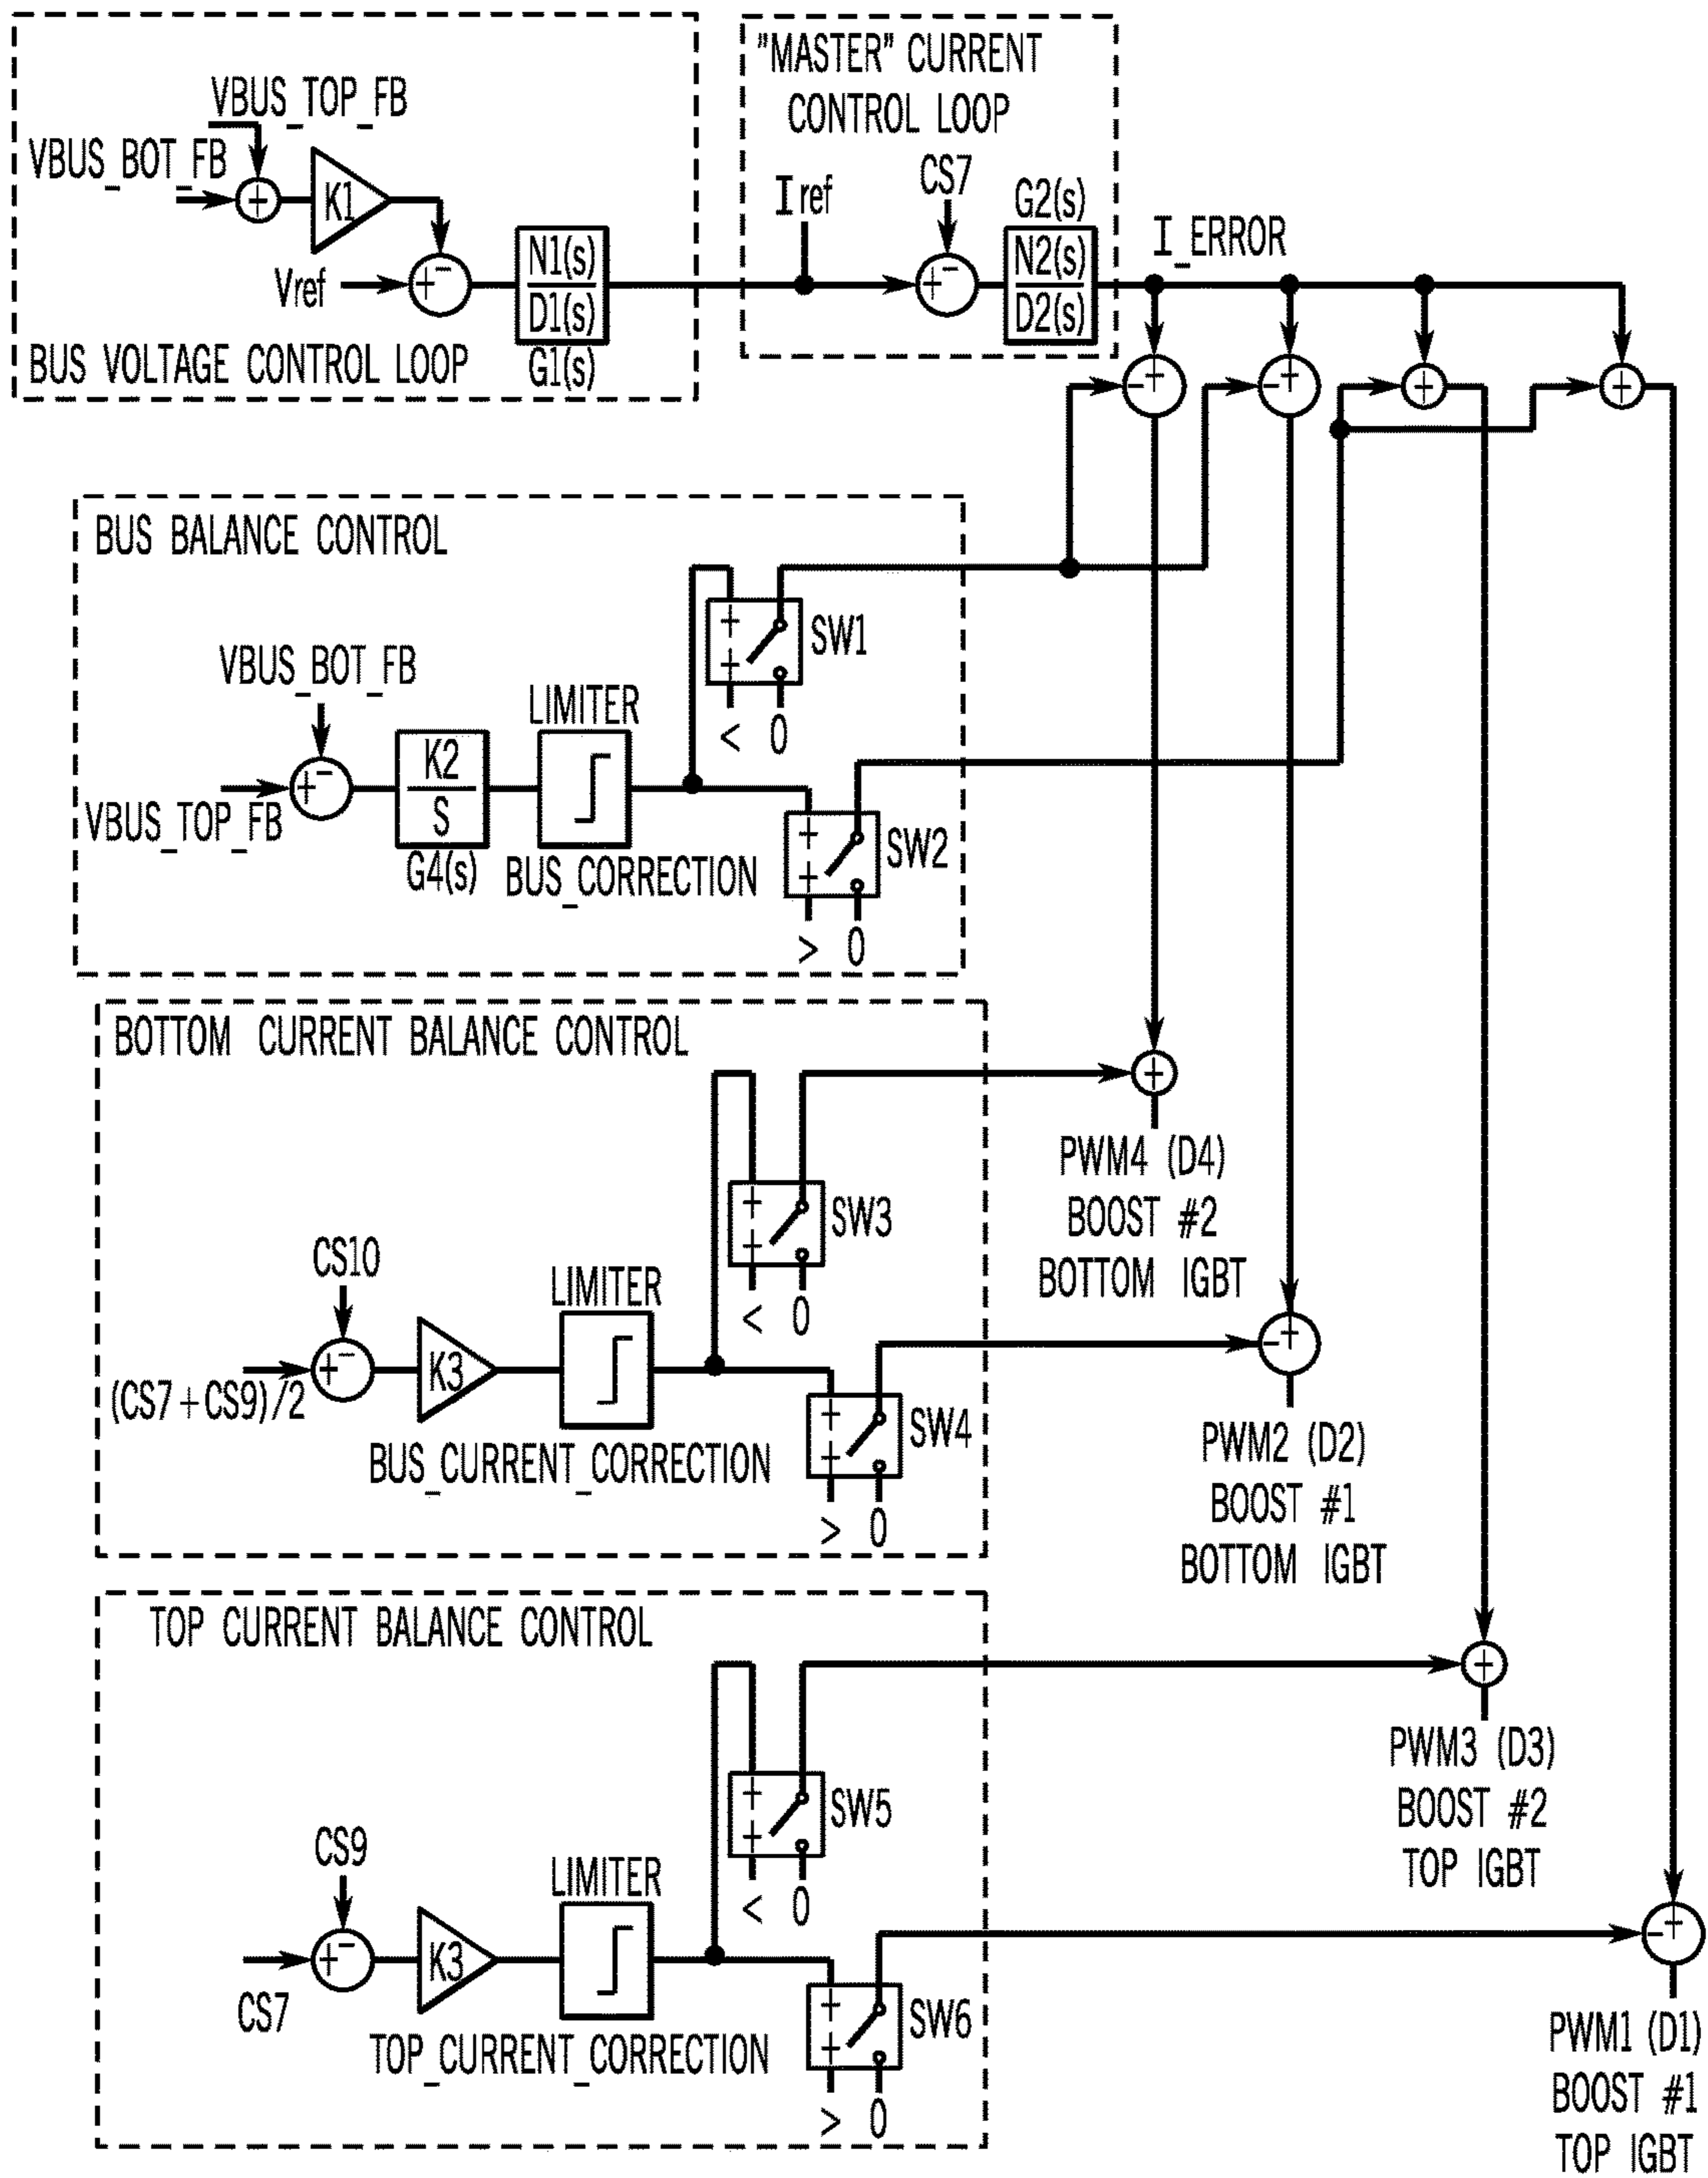 "MASTER" CURRENT
CONTROL LOOP
VBUS_TOP_FB
VBUS_BOT_FB
+
K1
Vref
+ −
N1(s)
D1(s)
G1(s)
BUS VOLTAGE CONTROL LOOP
Iref
CS7
+ −
G2(s)
N2(s)
D2(s)
I_ERROR
− +
− +
+
+
BUS BALANCE CONTROL
+
+
SW1
< 0
VBUS_BOT_FB
VBUS_TOP_FB
+ −
K2
S
G4(s)
LIMITER
BUS_CORRECTION
+
+
SW2
> 0
BOTTOM CURRENT BALANCE CONTROL
+
+
SW3
< 0
CS10
(CS7+CS9)/2
+ −
K3
LIMITER
BUS_CURRENT_CORRECTION
+
+
SW4
> 0
+
PWM4 (D4)
BOOST #2
BOTTOM IGBT
− +
PWM2 (D2)
BOOST #1
BOTTOM IGBT
TOP CURRENT BALANCE CONTROL
+
+
SW5
< 0
CS9
CS7
+ −
K3
LIMITER
TOP_CURRENT_CORRECTION
+
+
SW6
> 0
+
PWM3 (D3)
BOOST #2
TOP IGBT
− +
PWM1 (D1)
BOOST #1
TOP IGBT